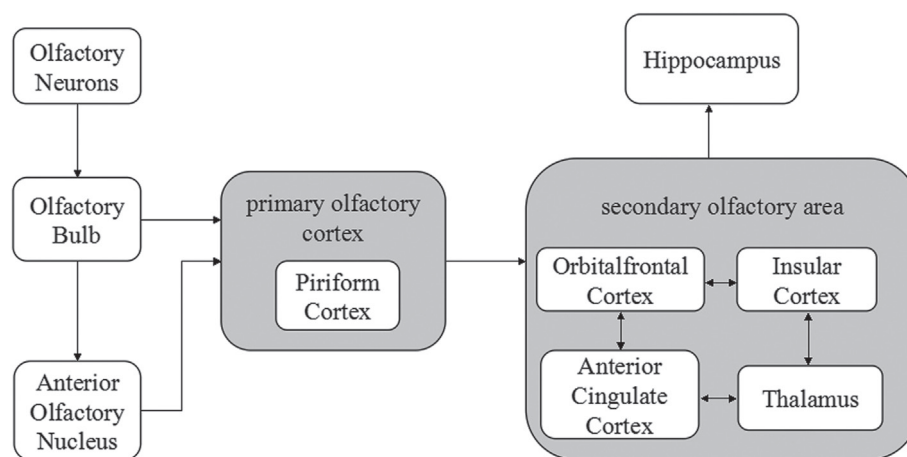 Olfactory
Neurons
Hippocampus
Olfactory
Bulb
primary olfactory
cortex
Piriform
Cortex
secondary olfactory area
Orbitalfrontal
Cortex
Insular
Cortex
Anterior
Olfactory
Nucleus
Anterior
Cingulate
Cortex
Thalamus